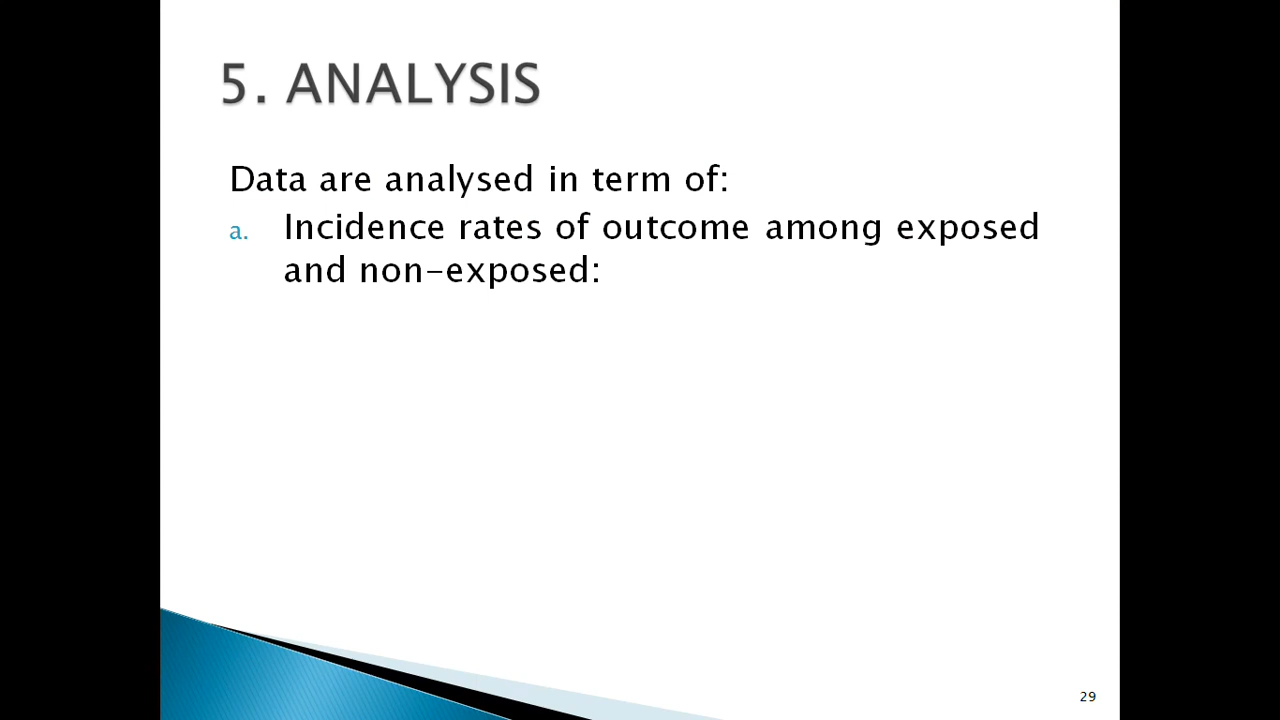 5. ANALYSIS
Data are analysed in term of:
a. Incidence rates of outcome among exposed
and non-exposed:
29